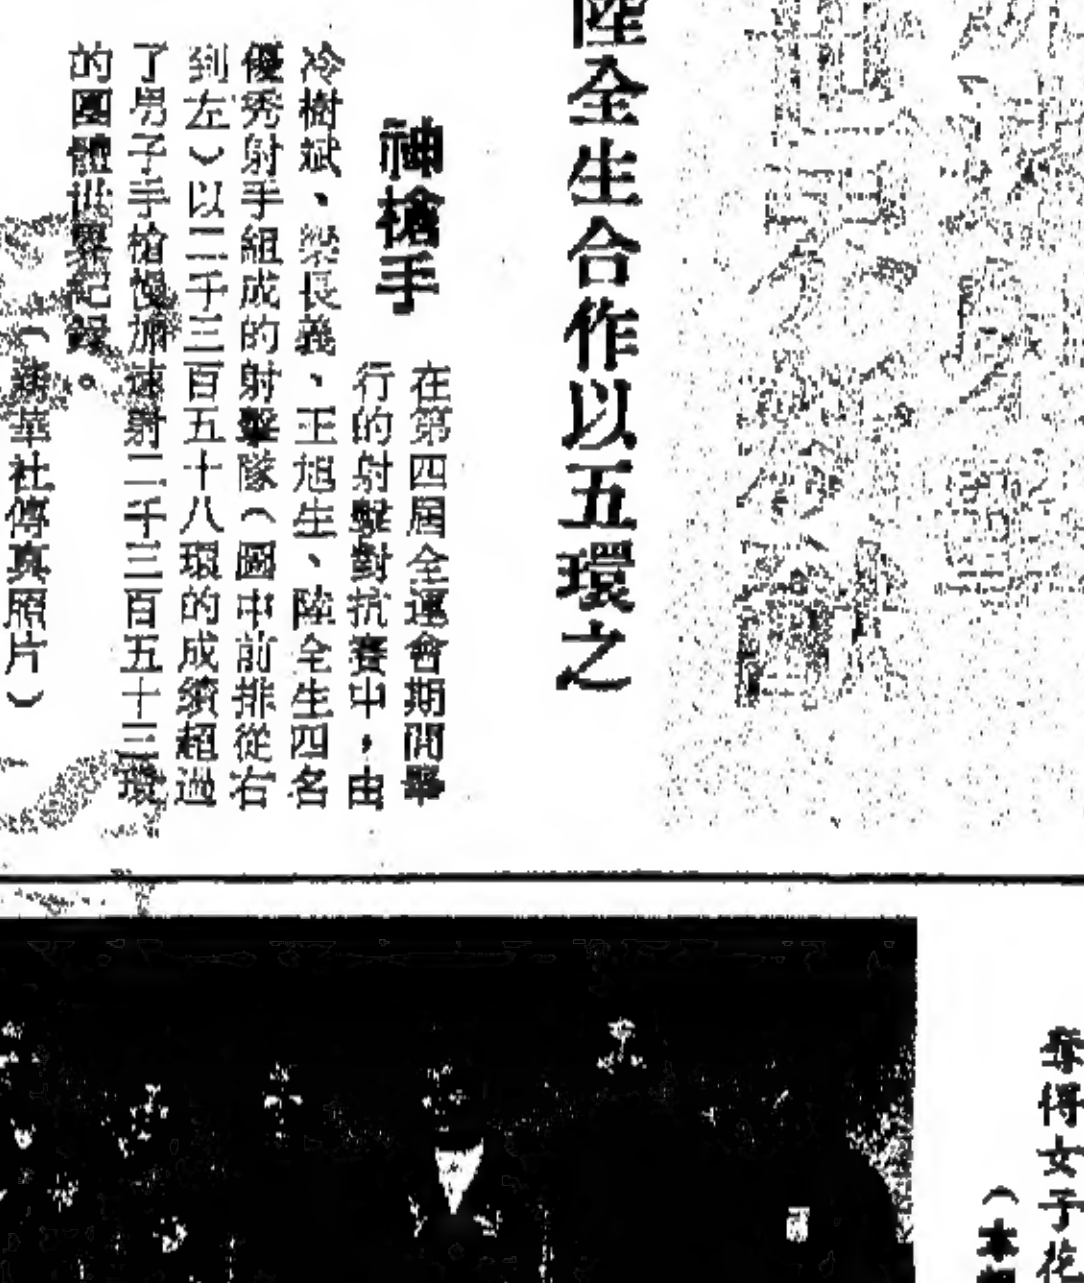 奪得女子花
（本
陸全生合作以五環之
神槍手
在第四屆全運會期間舉
行的射擊對抗賽中，由
冷樹斌、梁長義、王旭生、陸全生四名
優秀射手組成的射擊隊（圖中前排從右
到左）以二千三百五十八環的成績超過
了男子手槍慢加速射二千三百五十三環
的團體世界紀錄。
（新華社傳真照片）